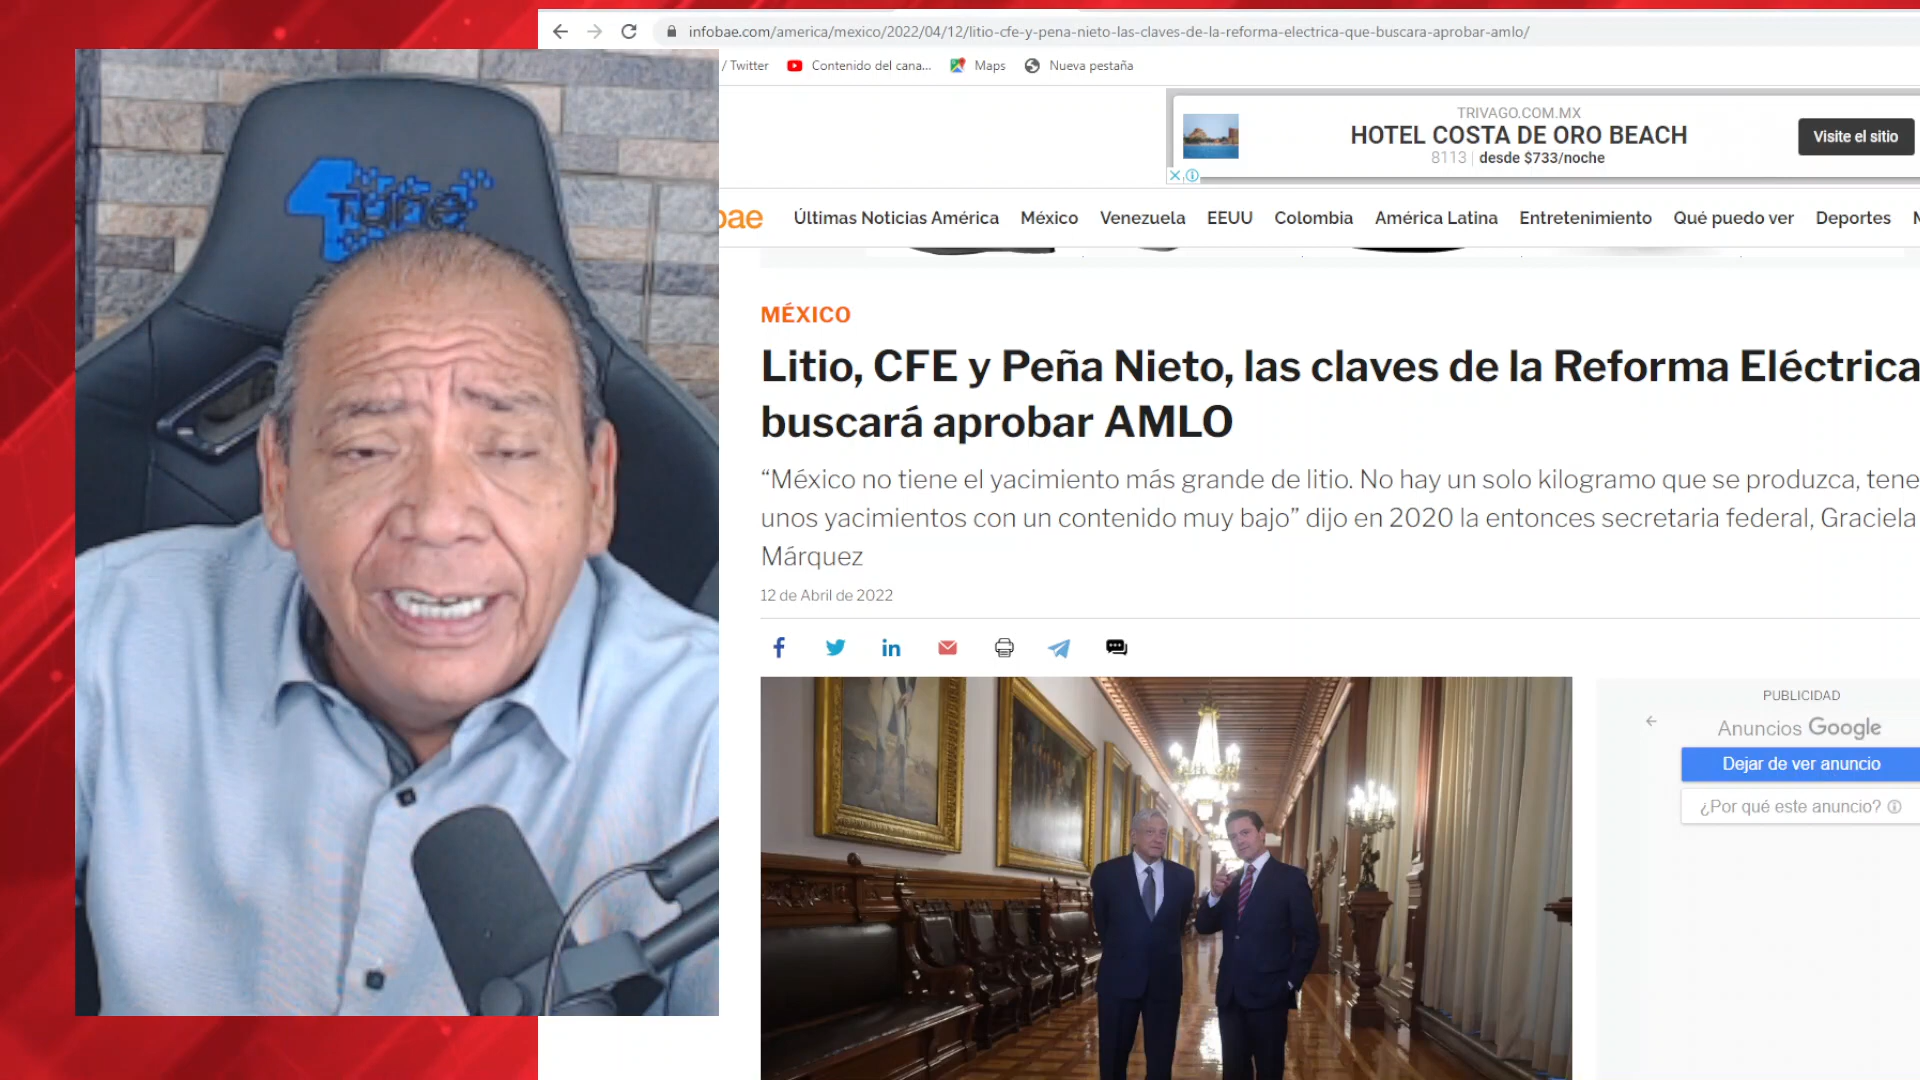 infobae.com/america/mexico/2022/04/12/litio-cfe-y-pena-nieto-las-claves-de-la-reforma-electrica-que-buscara-aprobar-amlo/
/ Twitter Contenido del cana... Maps Nueva pestaña
TRIVAGO.COM.MX
HOTEL COSTA DE ORO BEACH
8113 | desde $733/noche
Visite el sitio
bae Últimas Noticias América México Venezuela EEUU Colombia América Latina Entretenimiento Qué puedo ver Deportes
MÉXICO
Litio, CFE y Peña Nieto, las claves de la Reforma Eléctrica
buscará aprobar AMLO
“México no tiene el yacimiento más grande de litio. No hay un solo kilogramo que se produzca, tene
unos yacimientos con un contenido muy bajo” dijo en 2020 la entonces secretaria federal, Graciela
Márquez
12 de Abril de 2022
PUBLICIDAD
Anuncios Google
Dejar de ver anuncio
¿Por qué este anuncio?
4
Tune